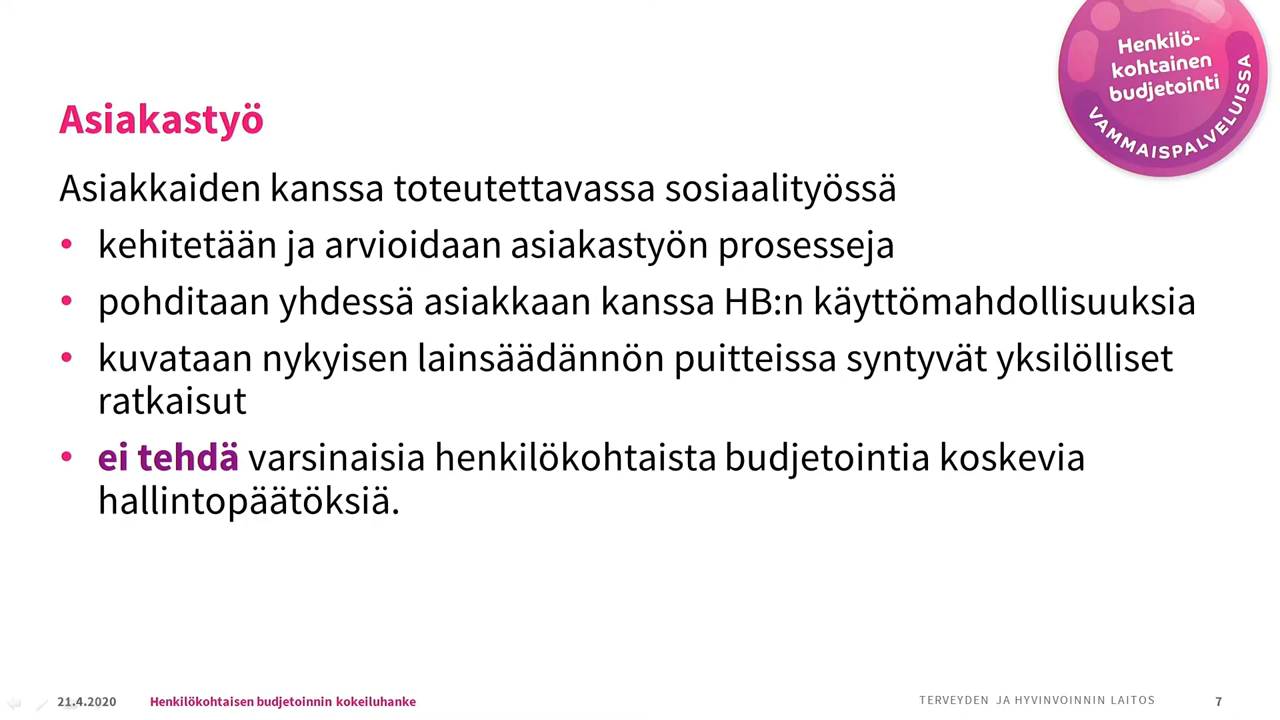 Henkilö-
kohtainen
budjetointi
VAMMAISPALVELUISSA
Asiakastyö
Asiakkaiden kanssa toteutettavassa sosiaalityössä
• kehitetään ja arvioidaan asiakastyön prosesseja
• pohditaan yhdessä asiakkaan kanssa HB:n käyttömahdollisuuksia
• kuvataan nykyisen lainsäädännön puitteissa syntyvät yksilölliset
ratkaisut
• ei tehdä varsinaisia henkilökohtaista budjetointia koskevia
hallintopäätöksiä.
21.4.2020 Henkilökohtaisen budjetoinnin kokeiluhanke TERVEYDEN JA HYVINVOINNIN LAITOS 7